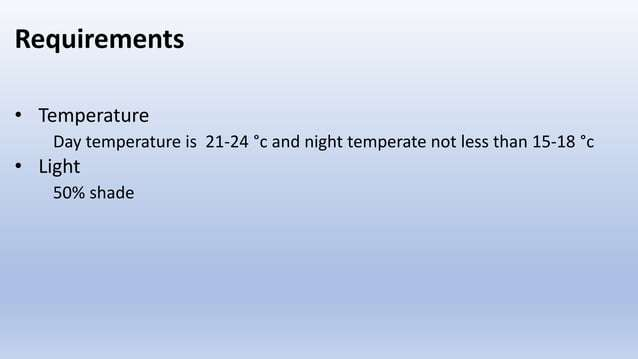 Requirements
• Temperature
Day temperature is 21-24 °c and night temperate not less than 15-18 °c
• Light
50% shade